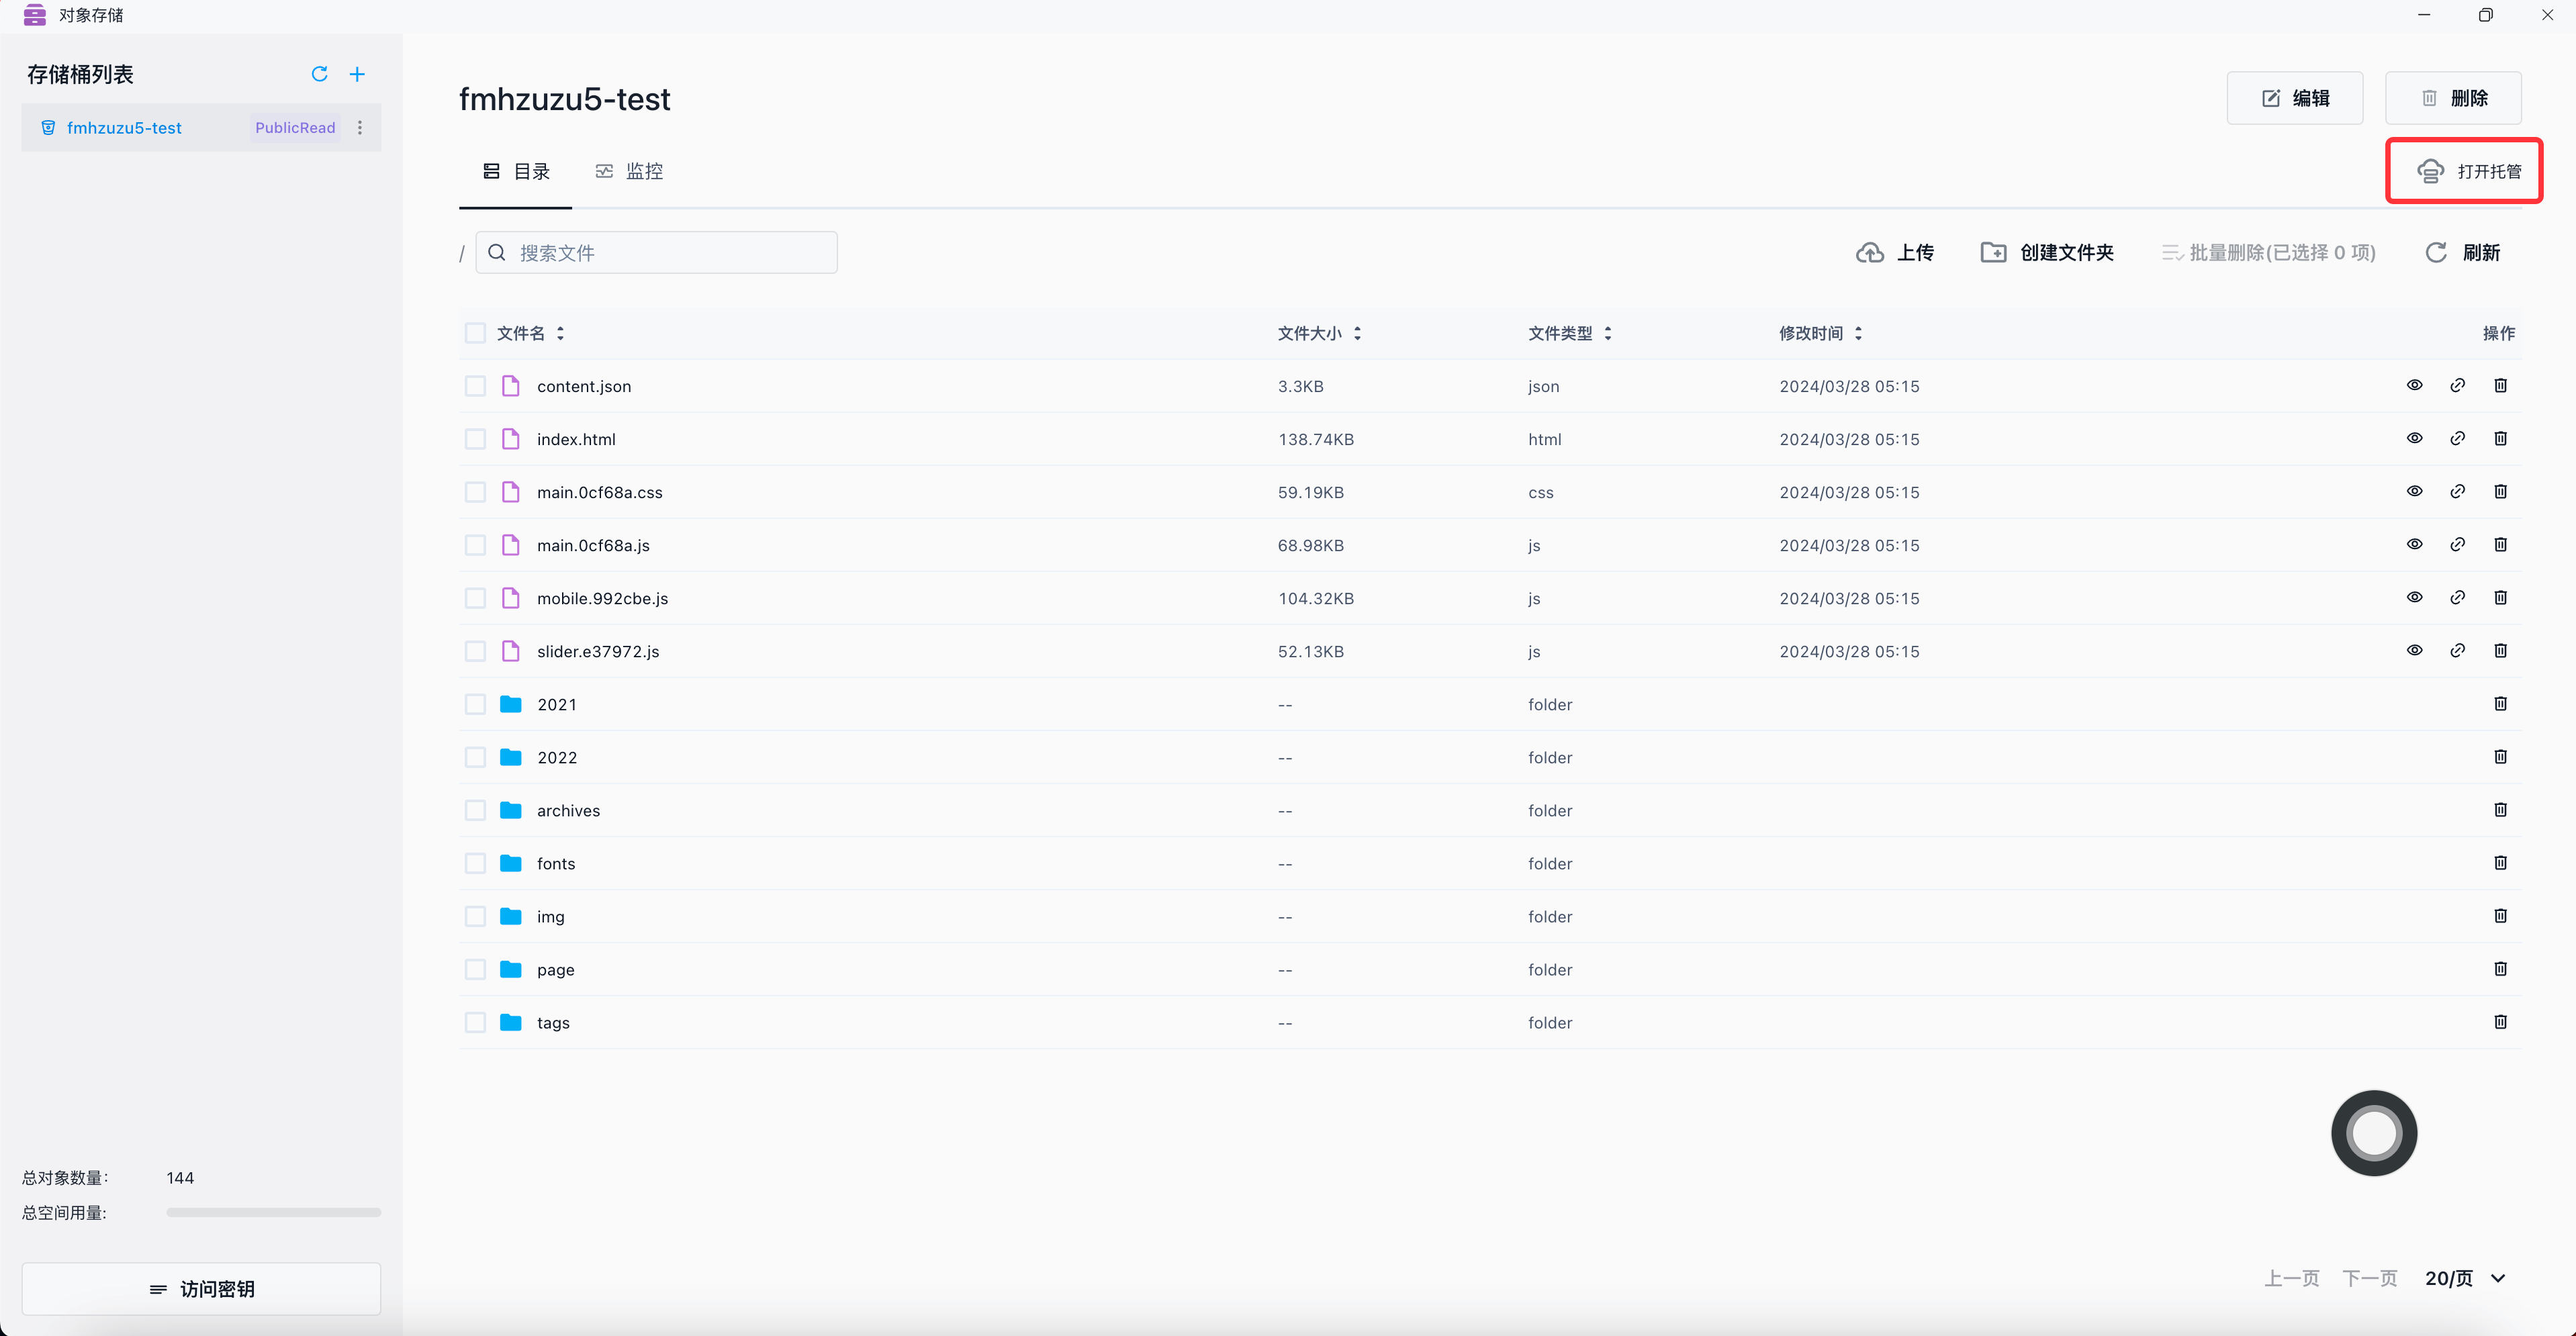 对象存储
存储桶列表
fmhzuzu5-test PublicRead
fmhzuzu5-test
编辑 删除
目录 监控
打开托管
/ 搜索文件
上传 创建文件夹 批量删除(已选择 0 项) 刷新
文件名 文件大小 文件类型 修改时间 操作
content.json 3.3KB json 2024/03/28 05:15
index.html 138.74KB html 2024/03/28 05:15
main.0cf68a.css 59.19KB css 2024/03/28 05:15
main.0cf68a.js 68.98KB js 2024/03/28 05:15
mobile.992cbe.js 104.32KB js 2024/03/28 05:15
slider.e37972.js 52.13KB js 2024/03/28 05:15
2021 -- folder
2022 -- folder
archives -- folder
fonts -- folder
img -- folder
page -- folder
tags -- folder
总对象数量: 144
总空间用量:
访问密钥
上一页 下一页 20/页